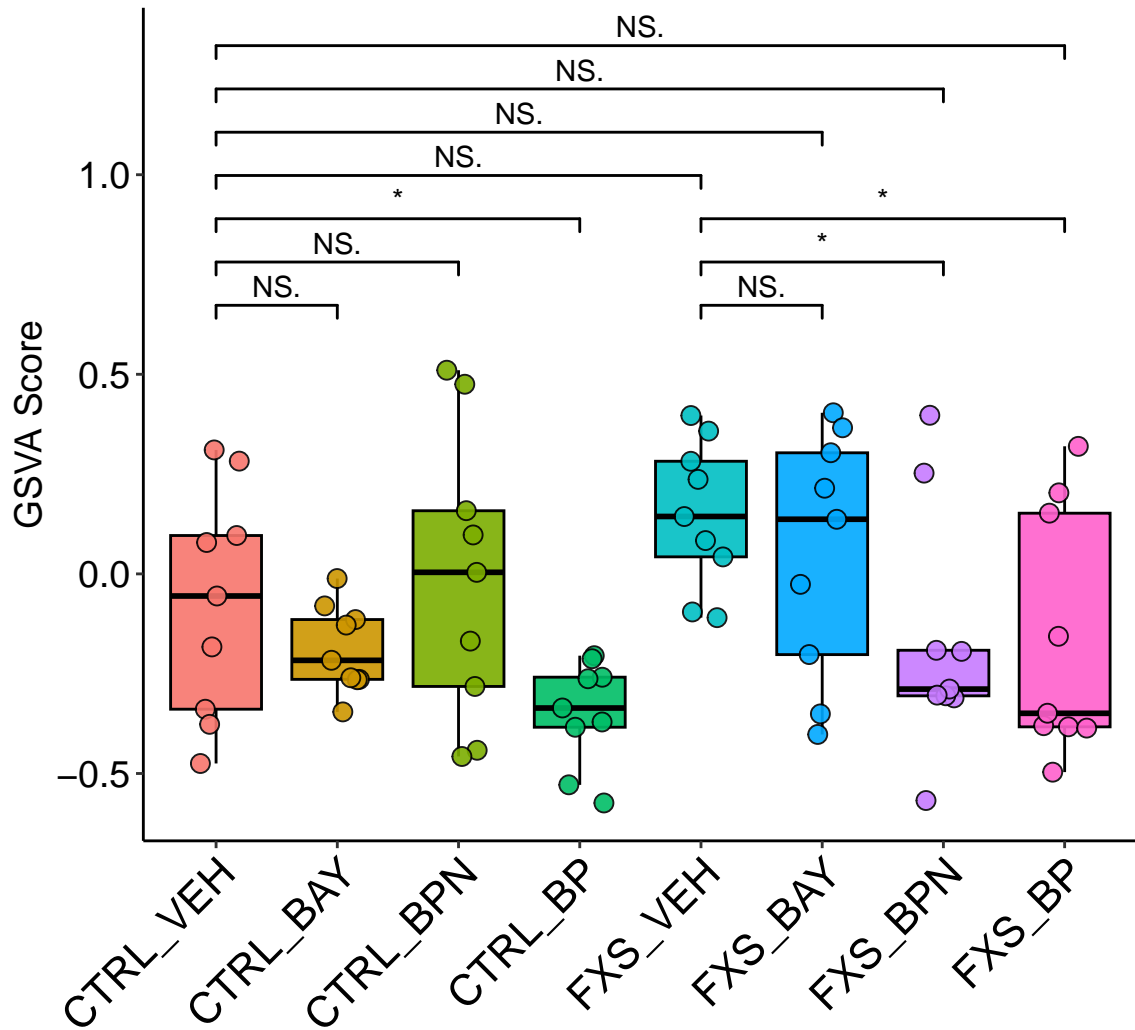 NS.
NS.
NS.
NS.
* *
NS. *
NS. NS.
1.0
0.5
0.0
−0.5
GSVA Score
CTRL_VEH
CTRL_BAY
CTRL_BPN
CTRL_BP
FXS_VEH
FXS_BAY
FXS_BPN
FXS_BP